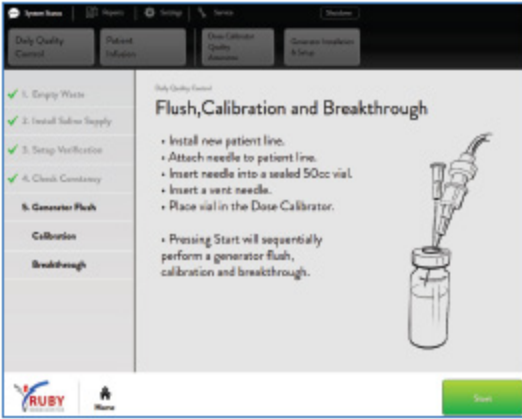 System Status
Reports
Settings
Service
Shutdown
Daily Quality
Control
Patient
Infusion
Dose Calibrator
Quality
Assurance
Generator Installation
& Setup
1. Empty Waste
2. Install Saline Supply
3. Setup Verification
4. Check Constancy
5. Generator Flush
Calibration
Breakthrough
Daily Quality Control
Flush,Calibration and Breakthrough
• Install new patient line.
• Attach needle to patient line.
• Insert needle into a sealed 50cc vial.
• Insert a vent needle.
• Place vial in the Dose Calibrator.
• Pressing Start will sequentially
perform a generator flush,
calibration and breakthrough.
RUBY
Home
Start